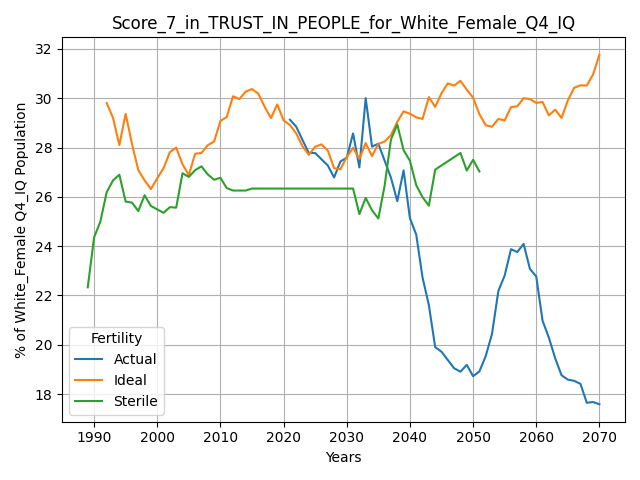 Score_7_in_TRUST_IN_PEOPLE_for_White_Female_Q4_IQ
% of White_Female Q4_IQ Population
32
30
28
26
24
22
20
18
Fertility
Actual
Ideal
Sterile
1990 2000 2010 2020 2030 2040 2050 2060 2070
Years